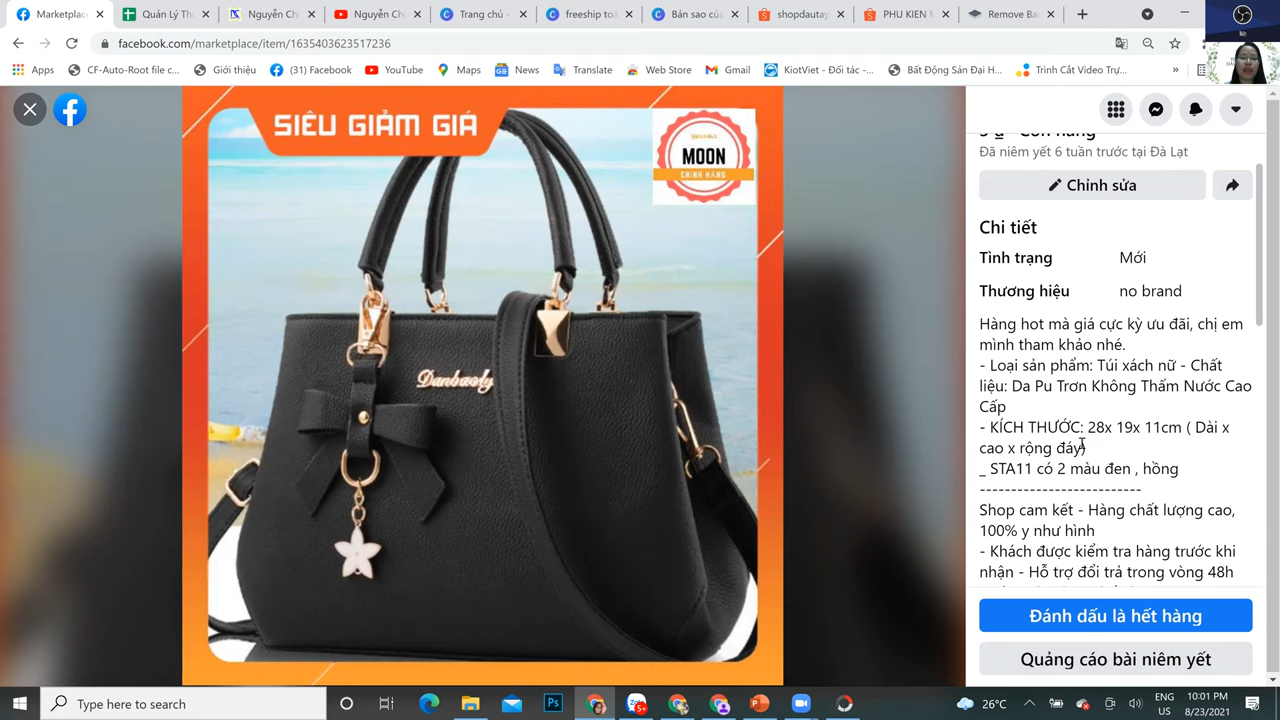 Marketplac
Quản lý Th
Nguyễn Ch
Nguyễn Ch
Trang chủ -
freeship toà
Bản sao củ
shopdautay
PHU KIEN M
Remove Ba
facebook.com/marketplace/item/1635403623517236
Apps
CF-Auto-Root file c...
Giới thiệu
(31) Facebook
YouTube
Maps
News
Translate
Web Store
Gmail
KiotViet - Đối tác -...
Bất Động Sản Đại H...
Trình Cắt Video Trự...
SIÊU GIẢM GIÁ
MOON
CHÍNH HÃNG
Danbaoly
Đã niêm yết 6 tuần trước tại Đà Lạt
Chỉnh sửa
Chi tiết
Tình trạng Mới
Thương hiệu no brand
Hàng hot mà giá cực kỳ ưu đãi, chị em
mình tham khảo nhé.
- Loại sản phẩm: Túi xách nữ - Chất
liệu: Da Pu Trơn Không Thấm Nước Cao
Cấp
- KÍCH THƯỚC: 28x 19x 11cm ( Dài x
cao x rộng đáy)
_ STA11 có 2 màu đen , hồng
--------------------------
Shop cam kết - Hàng chất lượng cao,
100% y như hình
- Khách được kiểm tra hàng trước khi
nhận - Hỗ trợ đổi trả trong vòng 48h
Đánh dấu là hết hàng
Quảng cáo bài niêm yết
Type here to search
26°C
ENG
US
10:01 PM
8/23/2021